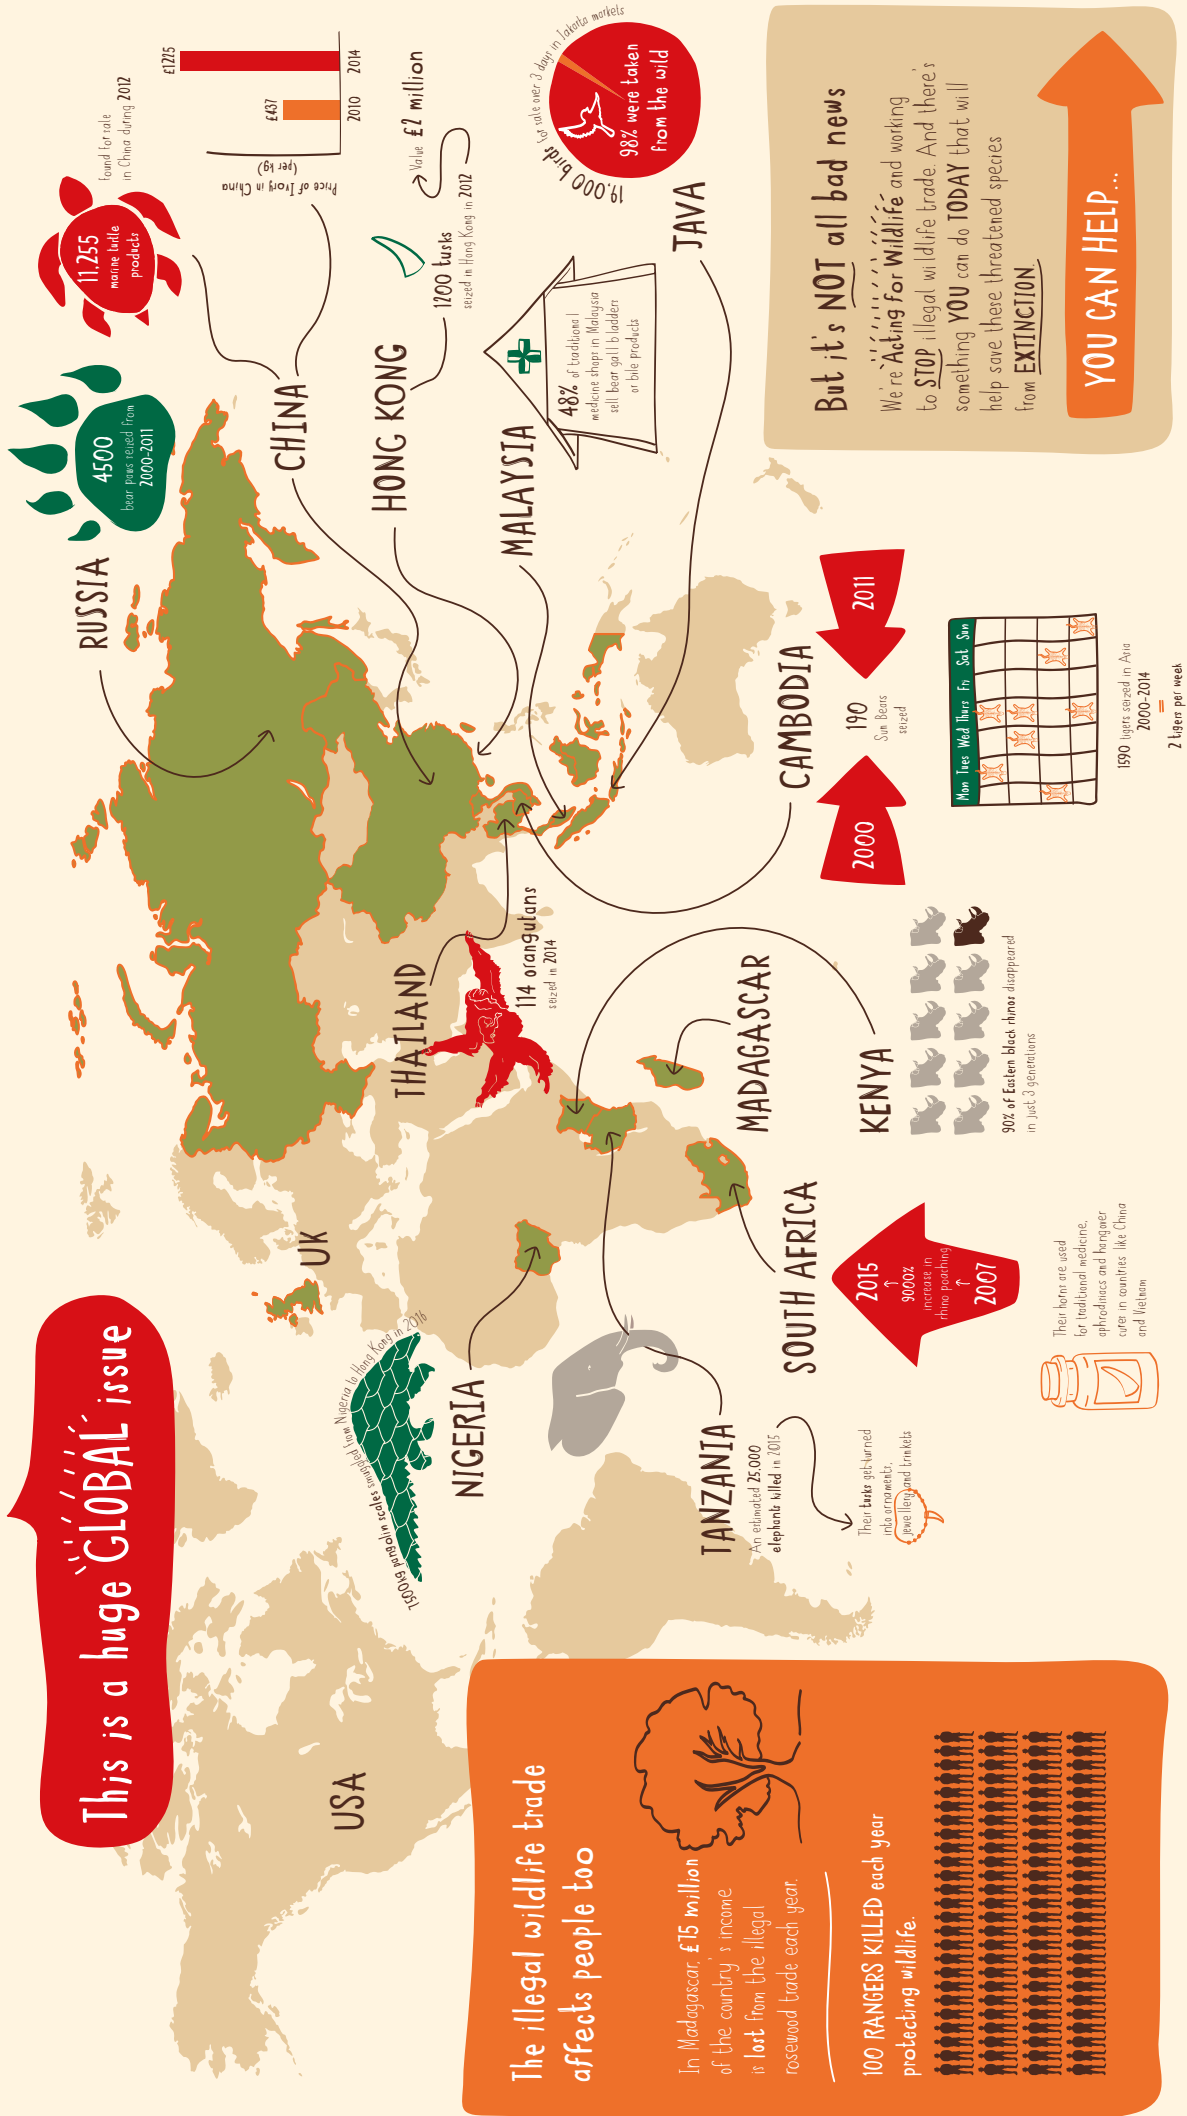 This is a huge GLOBAL issue
USA
UK
RUSSIA
4500
bear paws seized from
2000-2011
11,255
marine turtle
products
found for sale
in China during 2012
CHINA
Price of Ivory in China
(per kg)
£437
2010
£1225
2014
HONG KONG
1200 tusks
seized in Hong Kong in 2012
Value £2 million
MALAYSIA
48% of traditional
medicine shops in Malaysia
sell bear gall bladders
or bile products
JAVA
19,000 birds for sale over 3 days in Jakarta markets
98% were taken
from the wild
THAILAND
114 orangutans
seized in 2014
7500kg pangolin scales smuggled from Nigeria to Hong Kong in 2016
NIGERIA
TANZANIA
An estimated 25,000
elephants killed in 2015
Their tusks get turned
into ornaments,
jewellery and trinkets
SOUTH AFRICA
2015
9000%
increase in
rhino poaching
2007
Their horns are used
for traditional medicine,
aphrodisiacs and hangover
cures in countries like China
and Vietnam
MADAGASCAR
KENYA
90% of Eastern black rhinos disappeared
in just 3 generations
CAMBODIA
2000
190
Sun Bears
seized
2011
Mon Tues Wed Thurs Fri Sat Sun
1590 tigers seized in Asia
2000-2014
=
2 tigers per week
The illegal wildlife trade
affects people too
In Madagascar, £75 million
of the country's income
is lost from the illegal
rosewood trade each year.
100 RANGERS KILLED each year
protecting wildlife.
But it's NOT all bad news
We're Acting for Wildlife and working
to STOP illegal wildlife trade. And there's
something YOU can do TODAY that will
help save these threatened species
from EXTINCTION.
YOU CAN HELP...